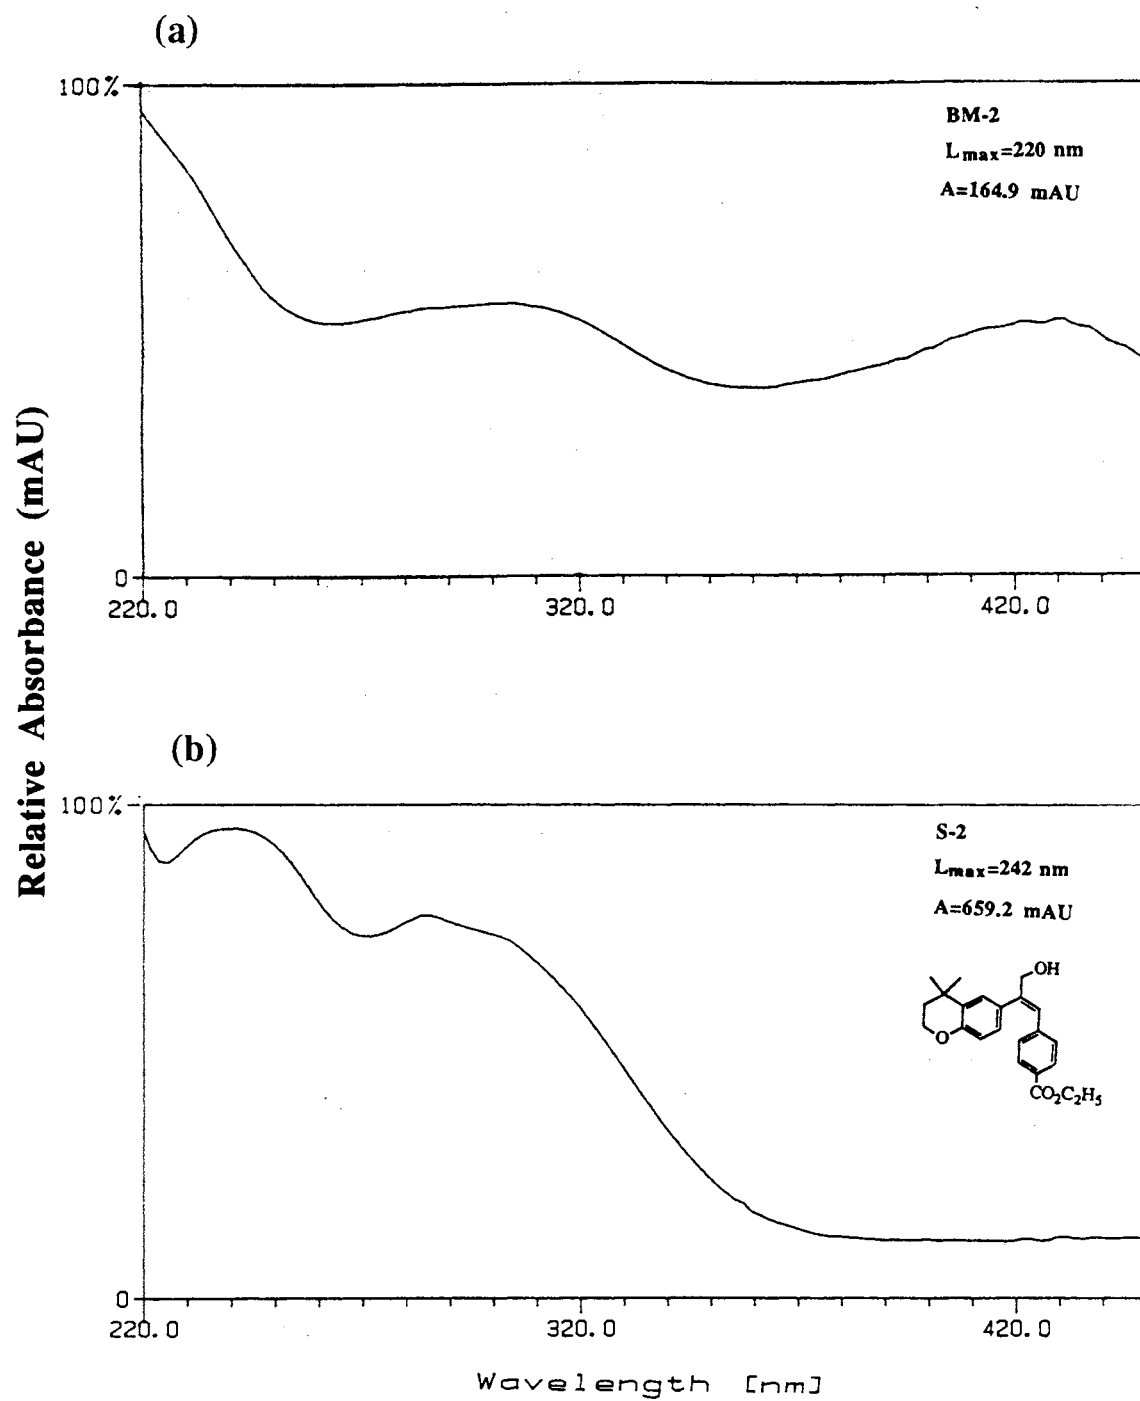 (a)
100%
BM-2
Lmax=220 nm
A=164.9 mAU
0
220.0 320.0 420.0
Relative Absorbance (mAU)
(b)
100%
S-2
Lmax=242 nm
A=659.2 mAU
OH
O
CO₂C₂H₅
0
220.0 320.0 420.0
Wavelength [nm]